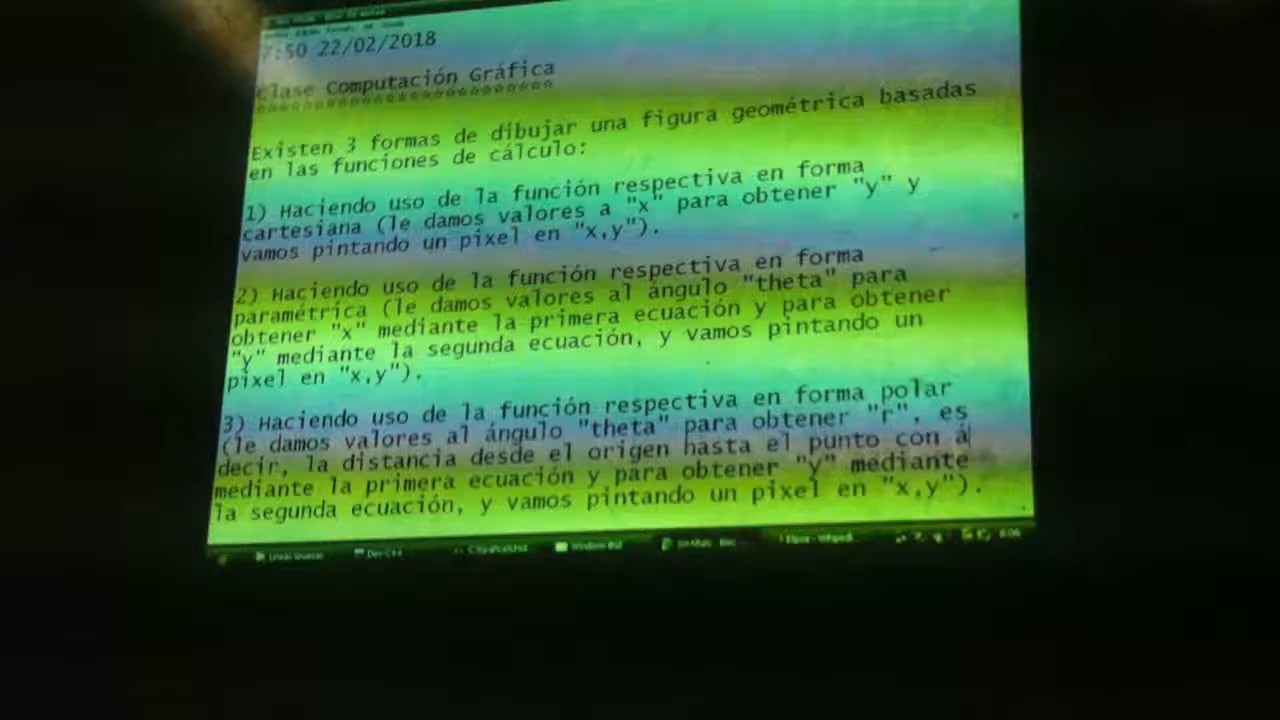 7:50 22/02/2018
Clase Computación Gráfica
************************
Existen 3 formas de dibujar una figura geométrica basadas
en las funciones de cálculo:
1) Haciendo uso de la función respectiva en forma
cartesiana (le damos valores a "x" para obtener "y" y
vamos pintando un pixel en "x,y").
2) Haciendo uso de la función respectiva en forma
paramétrica (le damos valores al ángulo "theta" para
obtener "x" mediante la primera ecuación y para obtener
"y" mediante la segunda ecuación, y vamos pintando un
pixel en "x,y").
3) Haciendo uso de la función respectiva en forma polar
(le damos valores al ángulo "theta" para obtener "r", es
decir, la distancia desde el origen hasta el punto con á
mediante la primera ecuación y para obtener "y" mediante
la segunda ecuación, y vamos pintando un pixel en "x,y").
Dev-C++ 8:06